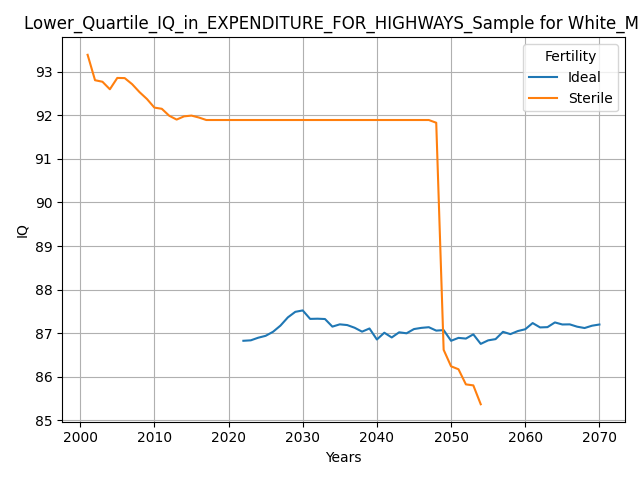 Lower_Quartile_IQ_in_EXPENDITURE_FOR_HIGHWAYS_Sample for White_M
Fertility
Ideal
Sterile
93
92
91
90
89
88
87
86
85
IQ
2000 2010 2020 2030 2040 2050 2060 2070
Years